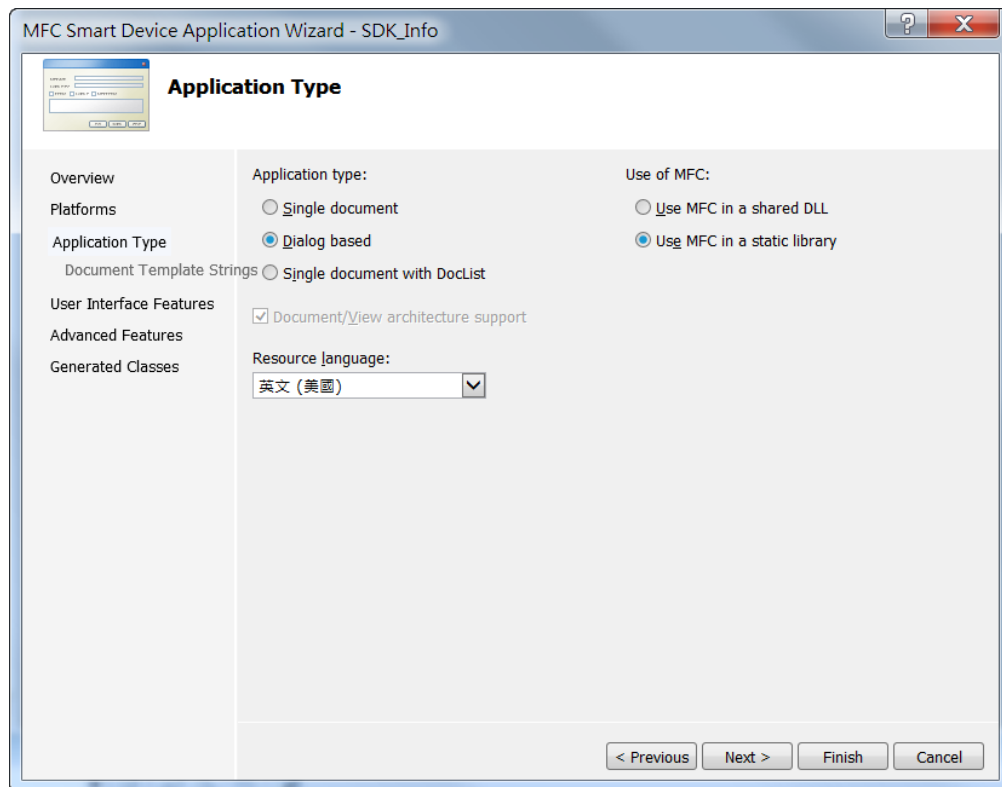 MFC Smart Device Application Wizard - SDK_Info
Application Type
Overview
Platforms
Application Type
Document Template Strings
User Interface Features
Advanced Features
Generated Classes
Application type:
Single document
Dialog based
Single document with DocList
Document/View architecture support
Resource language:
英文 (美國)
Use of MFC:
Use MFC in a shared DLL
Use MFC in a static library
< Previous
Next >
Finish
Cancel